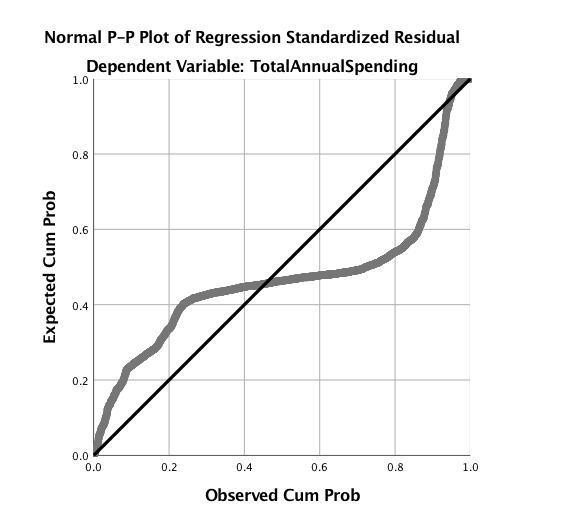 Normal P-P Plot of Regression Standardized Residual
Dependent Variable: TotalAnnualSpending
1.0
0.8
0.6
0.4
0.2
0.0
Expected Cum Prob
0.0 0.2 0.4 0.6 0.8 1.0
Observed Cum Prob